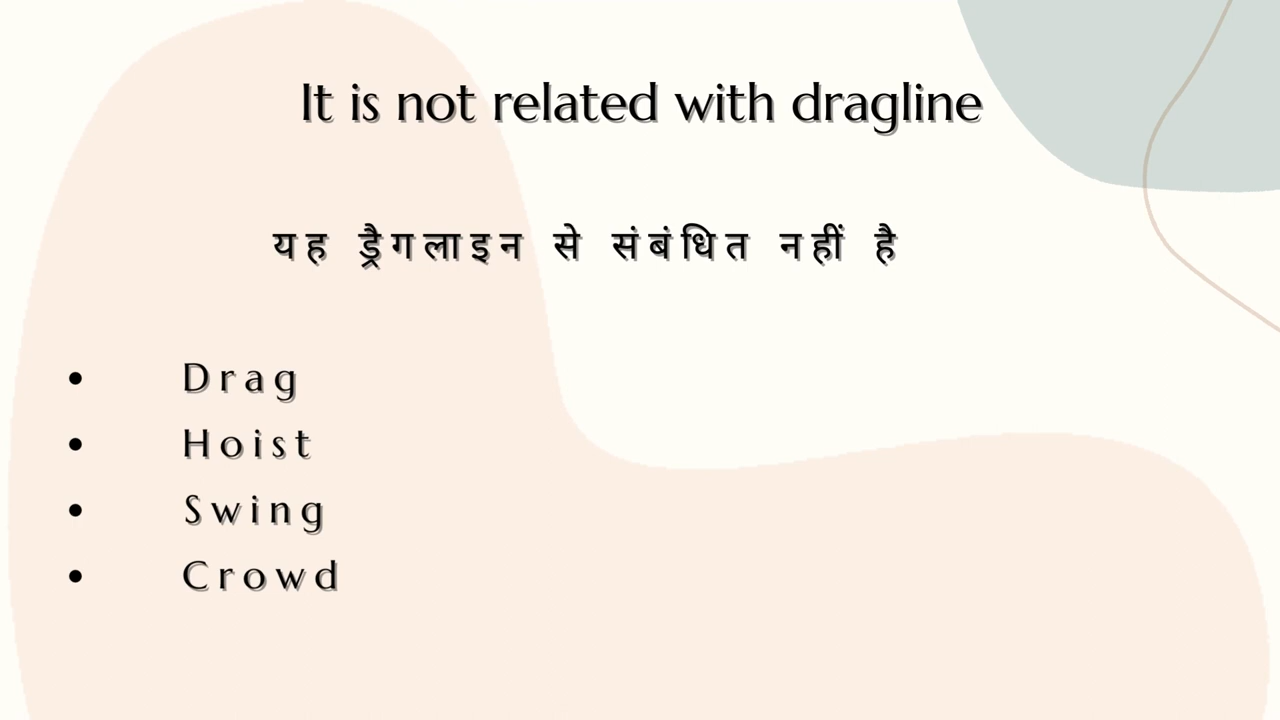 It is not related with dragline
यह ड्रैगलाइन से संबंधित नहीं है
• Drag
• Hoist
• Swing
• Crowd